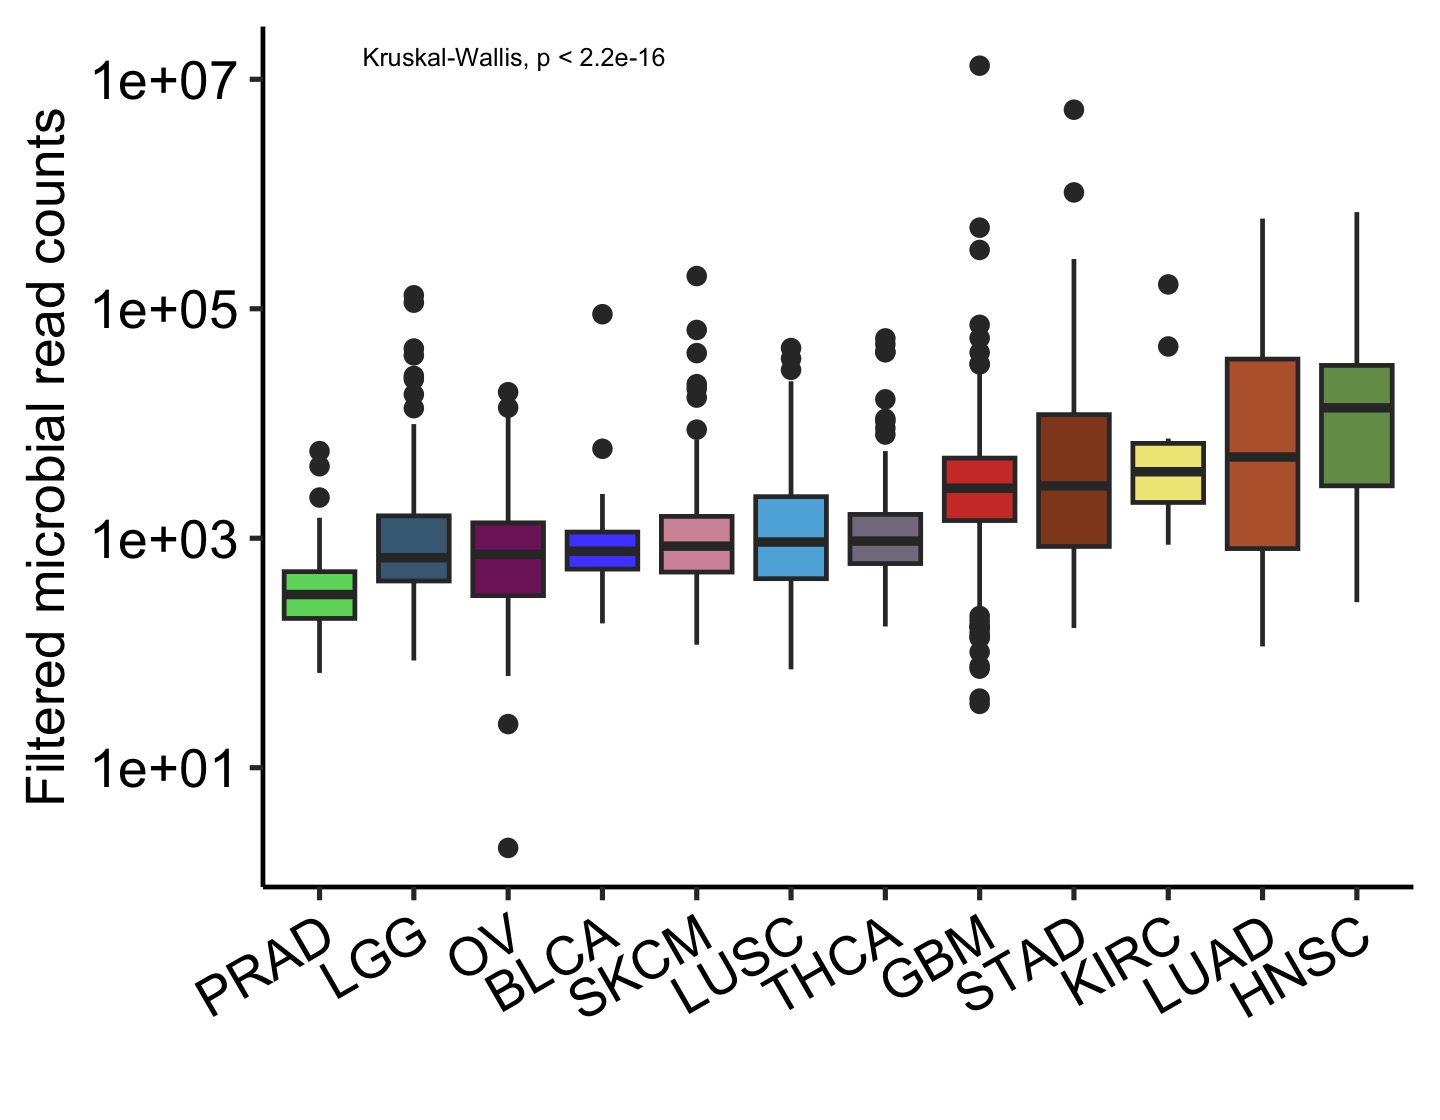 Kruskal-Wallis, p < 2.2e-16
Filtered microbial read counts
1e+07
1e+05
1e+03
1e+01
PRAD
LGG
OV
BLCA
SKCM
LUSC
THCA
GBM
STAD
KIRC
LUAD
HNSC